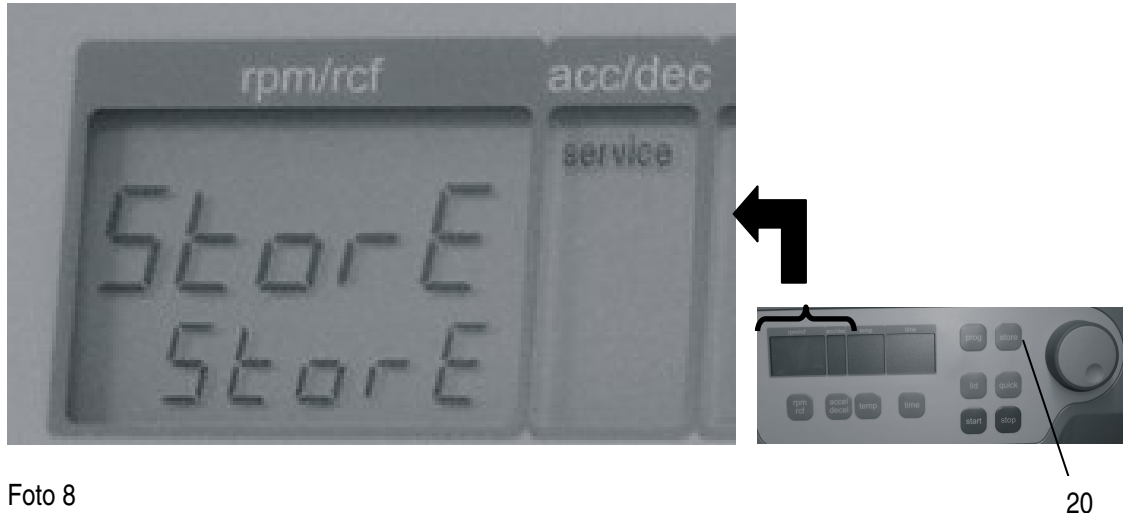 rpm/rcf acc/dec
service
StorE
StorE
prog store
lid quick
rpm rcf accel decel temp time
start stop
Foto 8
20